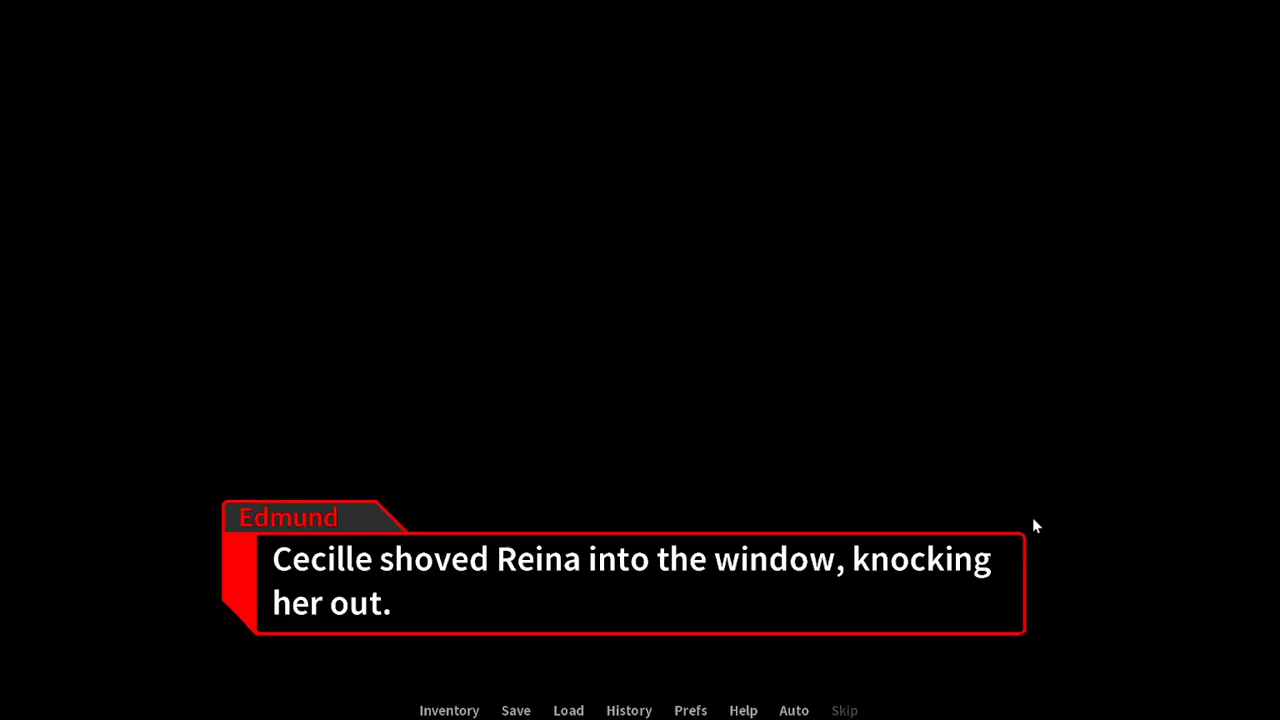 Edmund
Cecille shoved Reina into the window, knocking
her out.
Inventory Save Load History Prefs Help Auto Skip